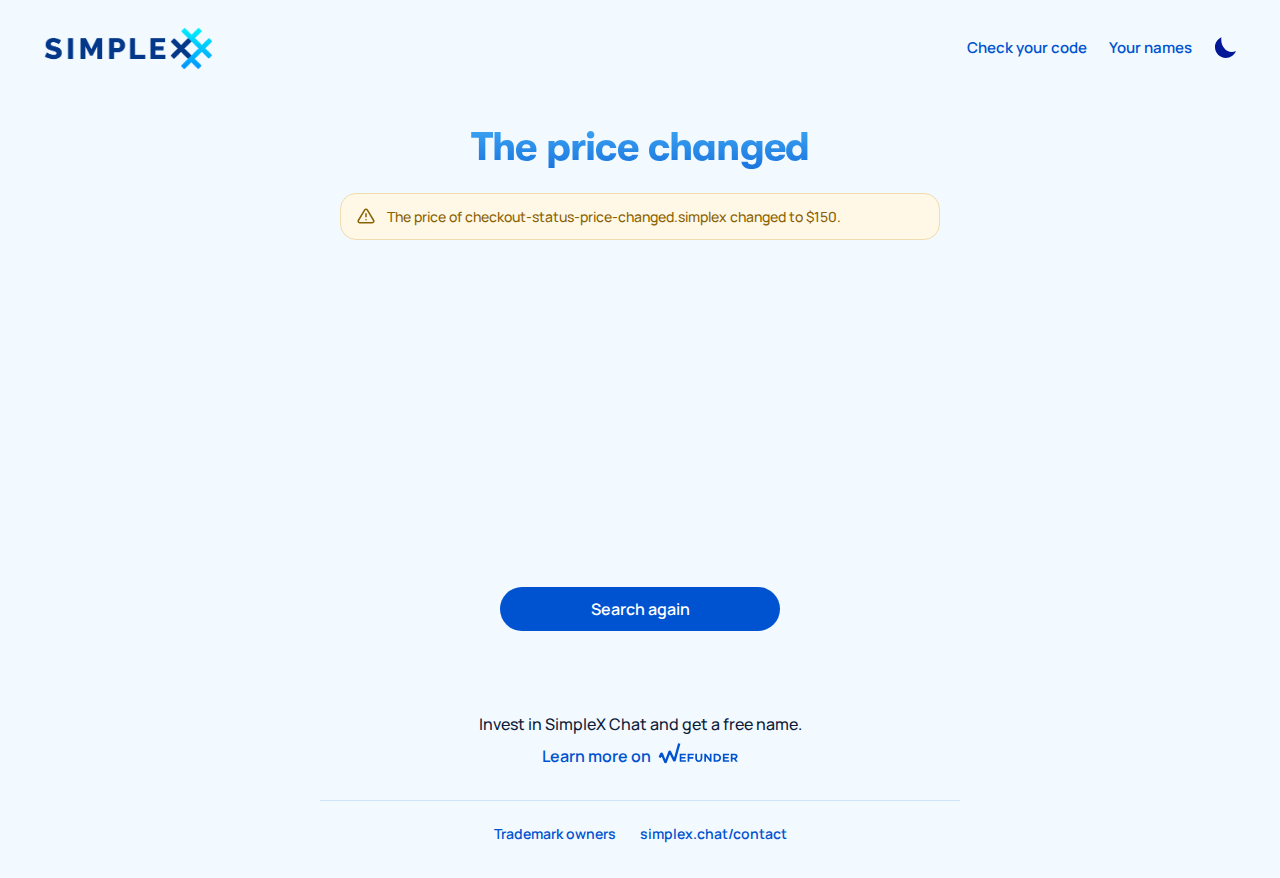 SIMPLEX
Check your code
Your names
The price changed
The price of checkout-status-price-changed.simplex changed to $150.
Search again
Invest in SimpleX Chat and get a free name.
Learn more on WEFUNDER
Trademark owners
simplex.chat/contact